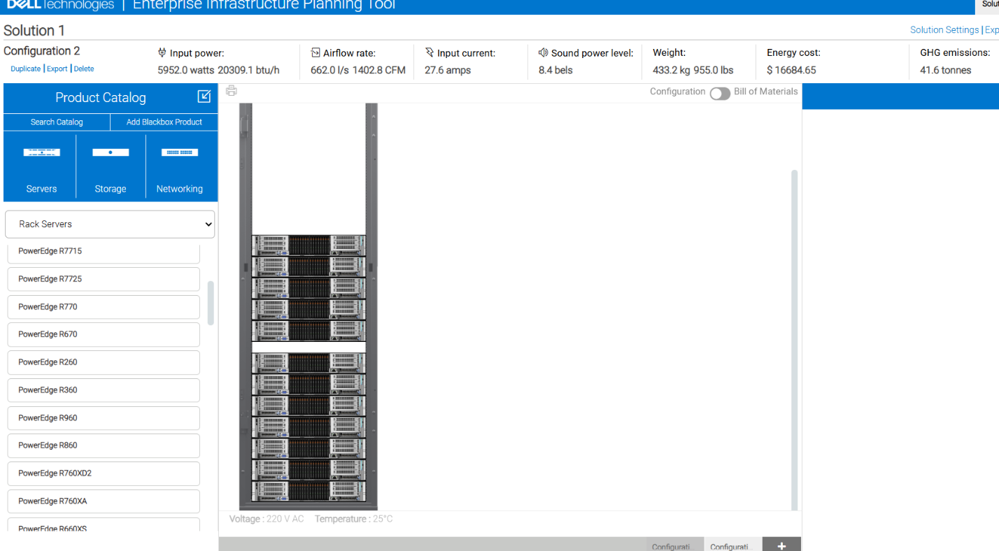 DELLTechnologies | Enterprise Infrastructure Planning Tool
Solution 1
Solution Settings | Exp
Configuration 2
Duplicate | Export | Delete
Input power:
5952.0 watts 20309.1 btu/h
Airflow rate:
662.0 l/s 1402.8 CFM
Input current:
27.6 amps
Sound power level:
8.4 bels
Weight:
433.2 kg 955.0 lbs
Energy cost:
$ 16684.65
GHG emissions:
41.6 tonnes
Product Catalog
Search Catalog
Add Blackbox Product
Servers
Storage
Networking
Rack Servers
PowerEdge R7715
PowerEdge R7725
PowerEdge R770
PowerEdge R670
PowerEdge R260
PowerEdge R360
PowerEdge R960
PowerEdge R860
PowerEdge R760XD2
PowerEdge R760XA
PowerEdge R660XS
Configuration
Bill of Materials
Voltage : 220 V AC Temperature : 25°C
Configurati...
Configurati...
+